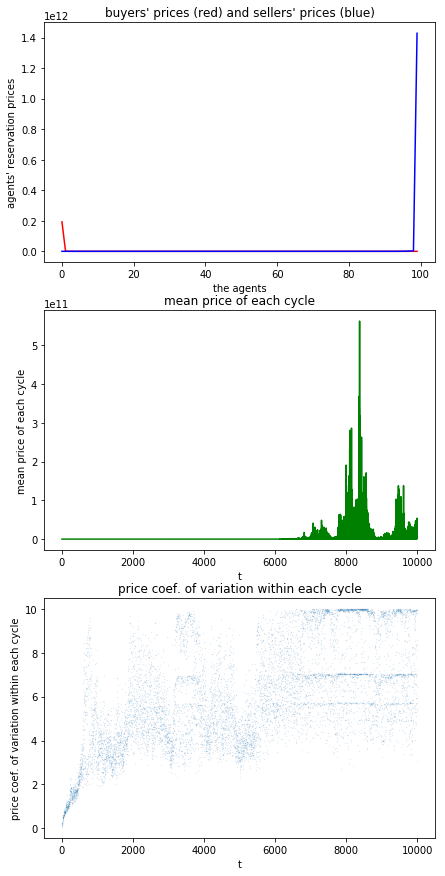 buyers' prices (red) and sellers' prices (blue)
1e12
agents' reservation prices
1.4
1.2
1.0
0.8
0.6
0.4
0.2
0.0
0 20 40 60 80 100
the agents
mean price of each cycle
1e11
mean price of each cycle
5
4
3
2
1
0
0 2000 4000 6000 8000 10000
t
price coef. of variation within each cycle
price coef. of variation within each cycle
10
8
6
4
2
0
0 2000 4000 6000 8000 10000
t